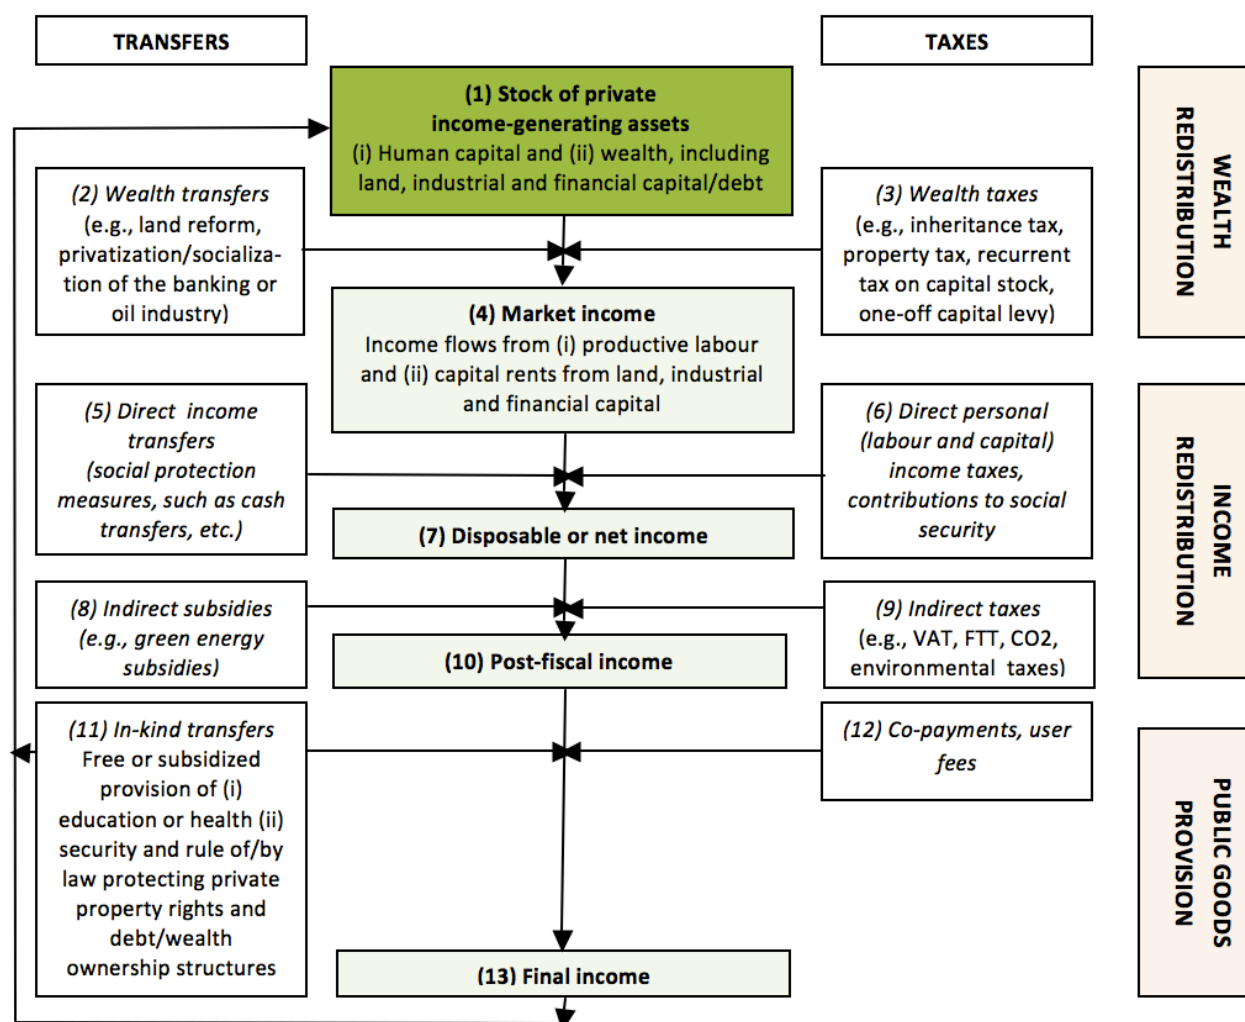 TRANSFERS
TAXES
(1) Stock of private
income-generating assets
(i) Human capital and (ii) wealth, including
land, industrial and financial capital/debt
(2) Wealth transfers
(e.g., land reform,
privatization/socializa-
tion of the banking or
oil industry)
(3) Wealth taxes
(e.g., inheritance tax,
property tax, recurrent
tax on capital stock,
one-off capital levy)
WEALTH
REDISTRIBUTION
(4) Market income
Income flows from (i) productive labour
and (ii) capital rents from land, industrial
and financial capital
(5) Direct income
transfers
(social protection
measures, such as cash
transfers, etc.)
(6) Direct personal
(labour and capital)
income taxes,
contributions to social
security
INCOME
REDISTRIBUTION
(7) Disposable or net income
(8) Indirect subsidies
(e.g., green energy
subsidies)
(9) Indirect taxes
(e.g., VAT, FTT, CO2,
environmental taxes)
(10) Post-fiscal income
(11) In-kind transfers
Free or subsidized
provision of (i)
education or health (ii)
security and rule of/by
law protecting private
property rights and
debt/wealth
ownership structures
(12) Co-payments, user
fees
PUBLIC GOODS
PROVISION
(13) Final income